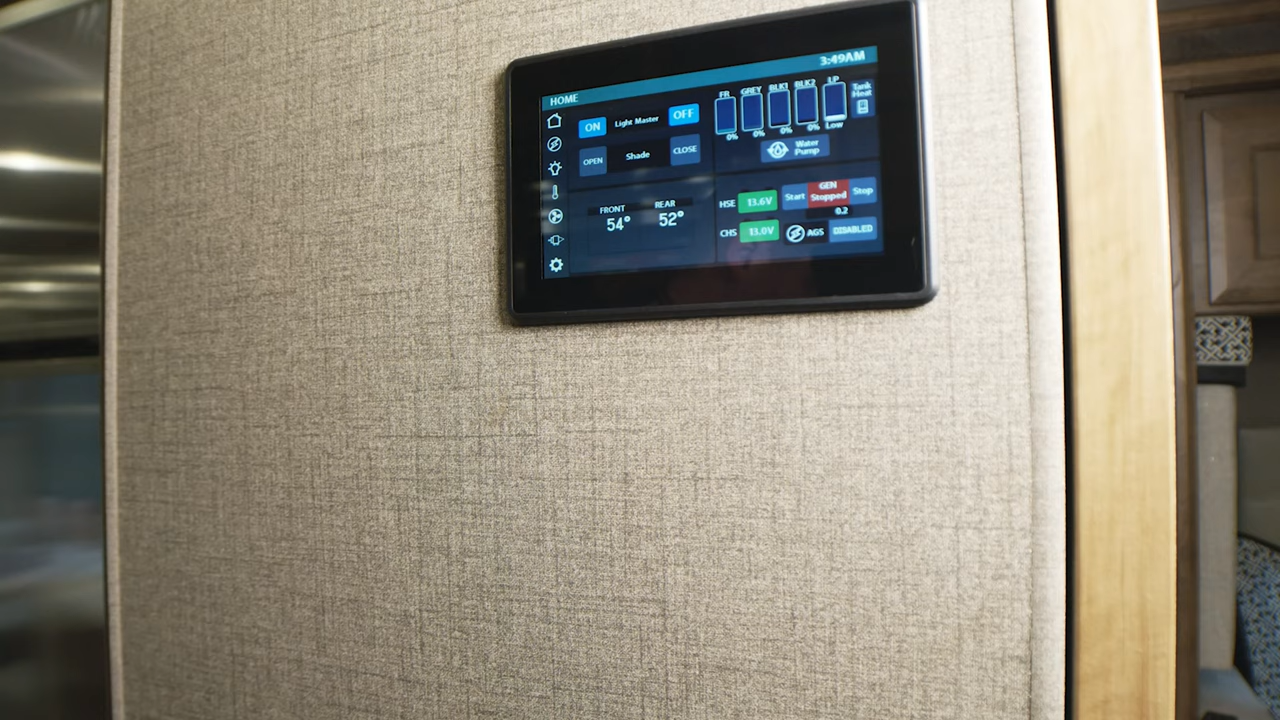 3:49AM
HOME
ON Light Master OFF
OPEN Shade CLOSE
FRONT REAR
54° 52°
FR GREY BLK1 BLK2 LP
Tank
Heat
0% 0% 0% 0% Low
Water
Pump
HSE 13.6V Start GEN
Stopped Stop
0.2
CHS 13.0V AGS DISABLED